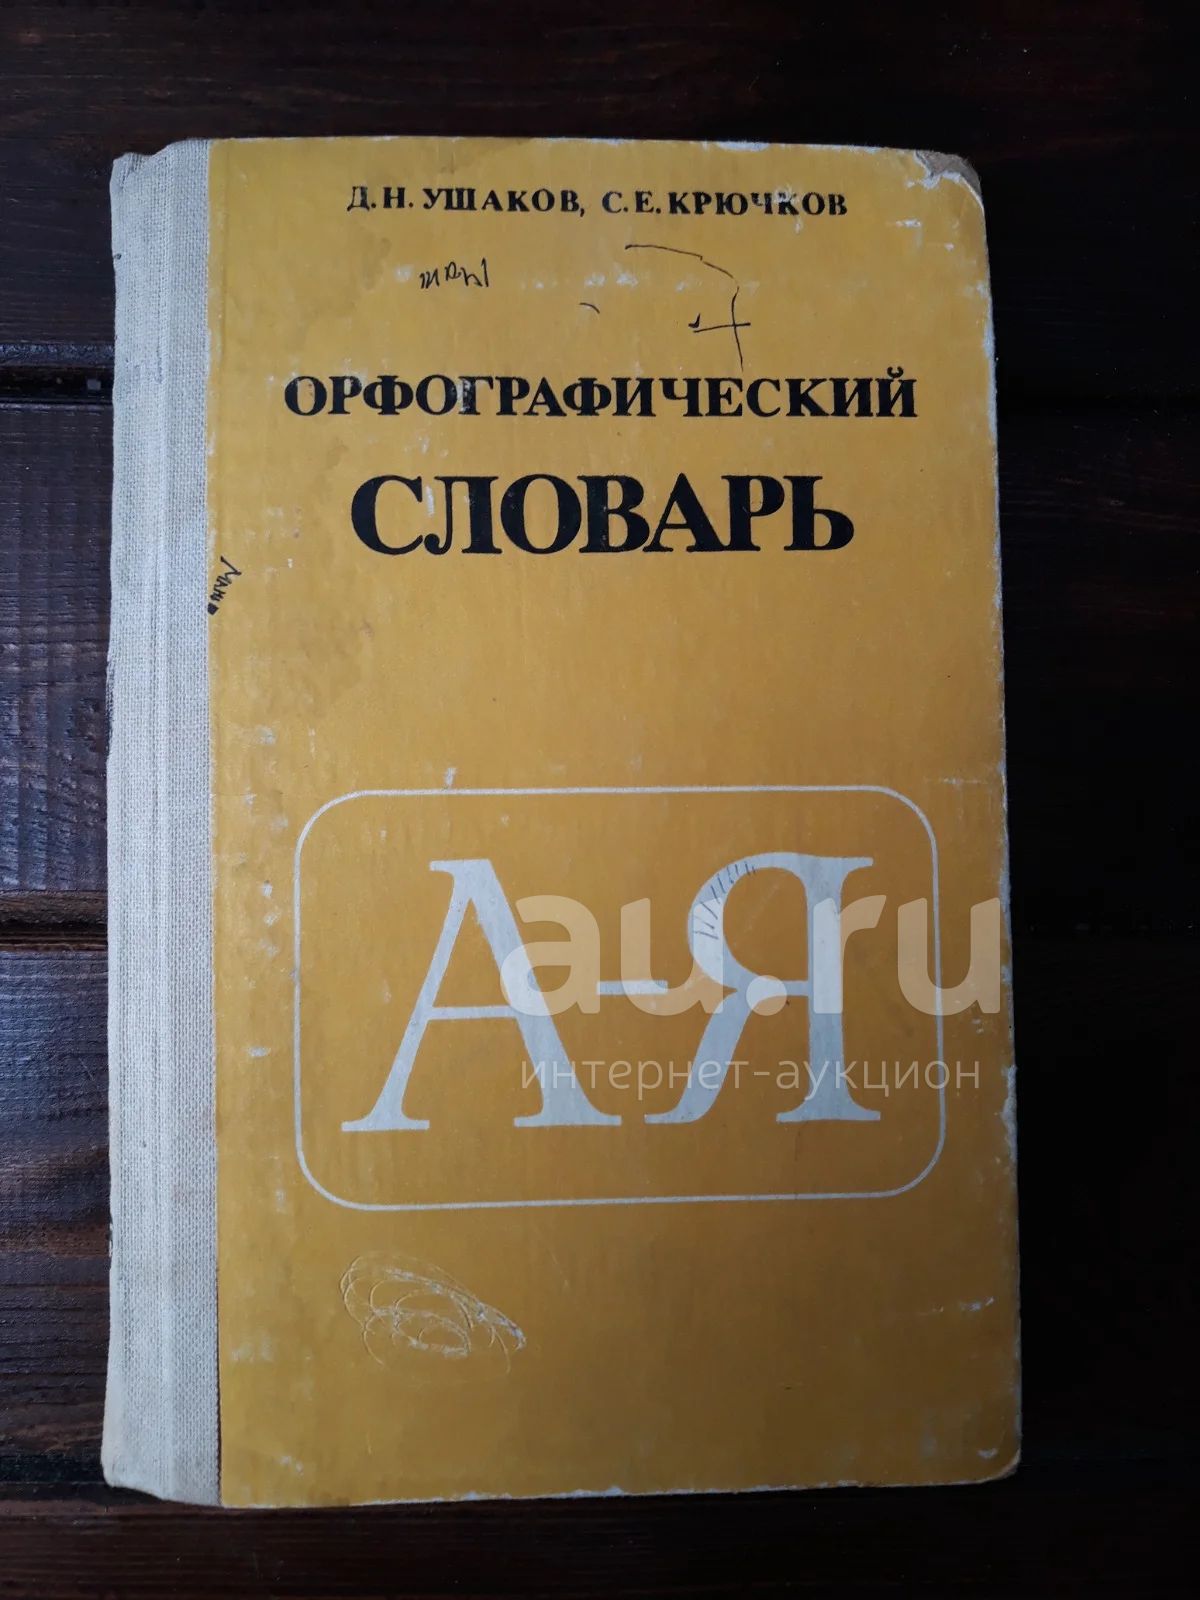 Д.Н.УШАКОВ, С.Е.КРЮЧКОВ
ОРФОГРАФИЧЕСКИЙ
СЛОВАРЬ
А-Я
au.ru
интернет-аукцион